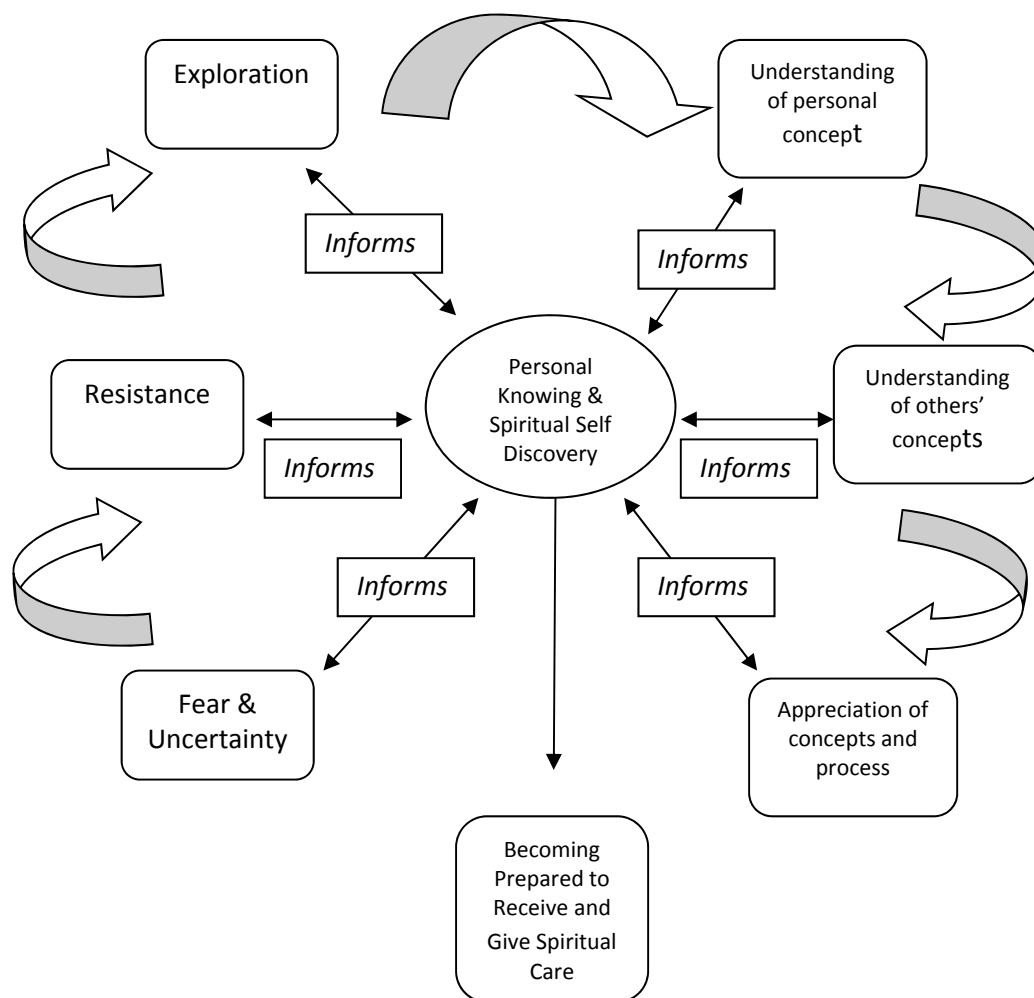 Exploration
Understanding
of personal
concept
Informs
Informs
Personal
Knowing &
Spiritual Self
Discovery
Resistance
Understanding
of others’
concepts
Informs
Informs
Informs
Informs
Fear &
Uncertainty
Appreciation of
concepts and
process
Becoming
Prepared to
Receive and
Give Spiritual
Care